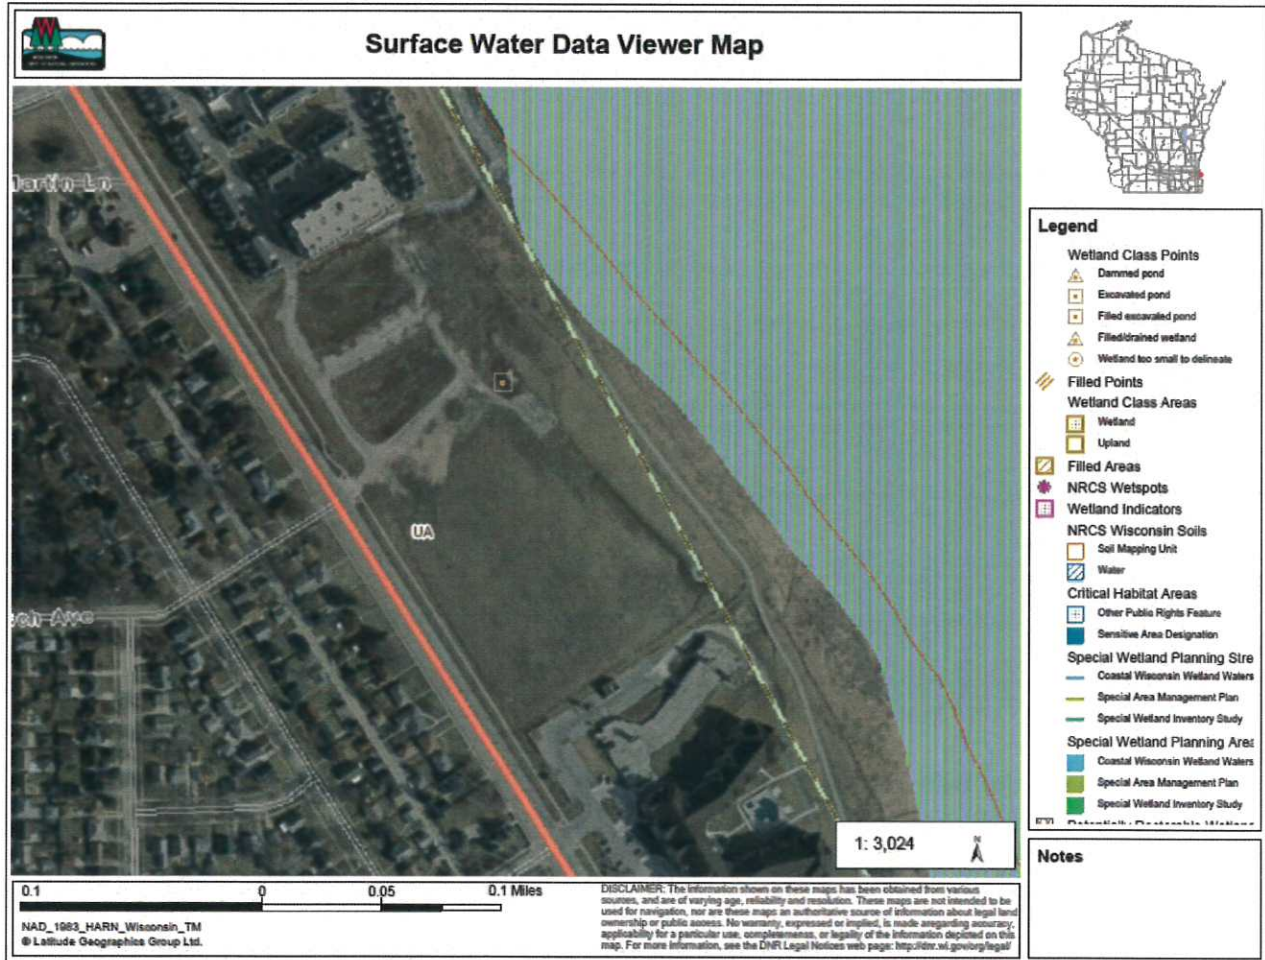 Surface Water Data Viewer Map
artin Ln
UA
ch Ave
1: 3,024
N
Legend
Wetland Class Points
Dammed pond
Excavated pond
Filled excavated pond
Filled/drained wetland
Wetland too small to delineate
Filled Points
Wetland Class Areas
Wetland
Upland
Filled Areas
NRCS Wetspots
Wetland Indicators
NRCS Wisconsin Soils
Soil Mapping Unit
Water
Critical Habitat Areas
Other Public Rights Feature
Sensitive Area Designation
Special Wetland Planning Stre
Coastal Wisconsin Wetland Waters
Special Area Management Plan
Special Wetland Inventory Study
Special Wetland Planning Area
Coastal Wisconsin Wetland Waters
Special Area Management Plan
Special Wetland Inventory Study
Notes
0.1 0 0.05 0.1 Miles
NAD_1983_HARN_Wisconsin_TM
© Latitude Geographics Group Ltd.
DISCLAIMER: The information shown on these maps has been obtained from various
sources, and are of varying age, reliability and resolution. These maps are not intended to be
used for navigation, nor are these maps an authoritative source of information about legal land
ownership or public access. No warranty, expressed or implied, is made aregarding accuracy,
applicability for a particular use, completemenss, or legality of the information depicted on this
map. For more information, see the DNR Legal Notices web page: http://dnr.wi.gov/org/legal/